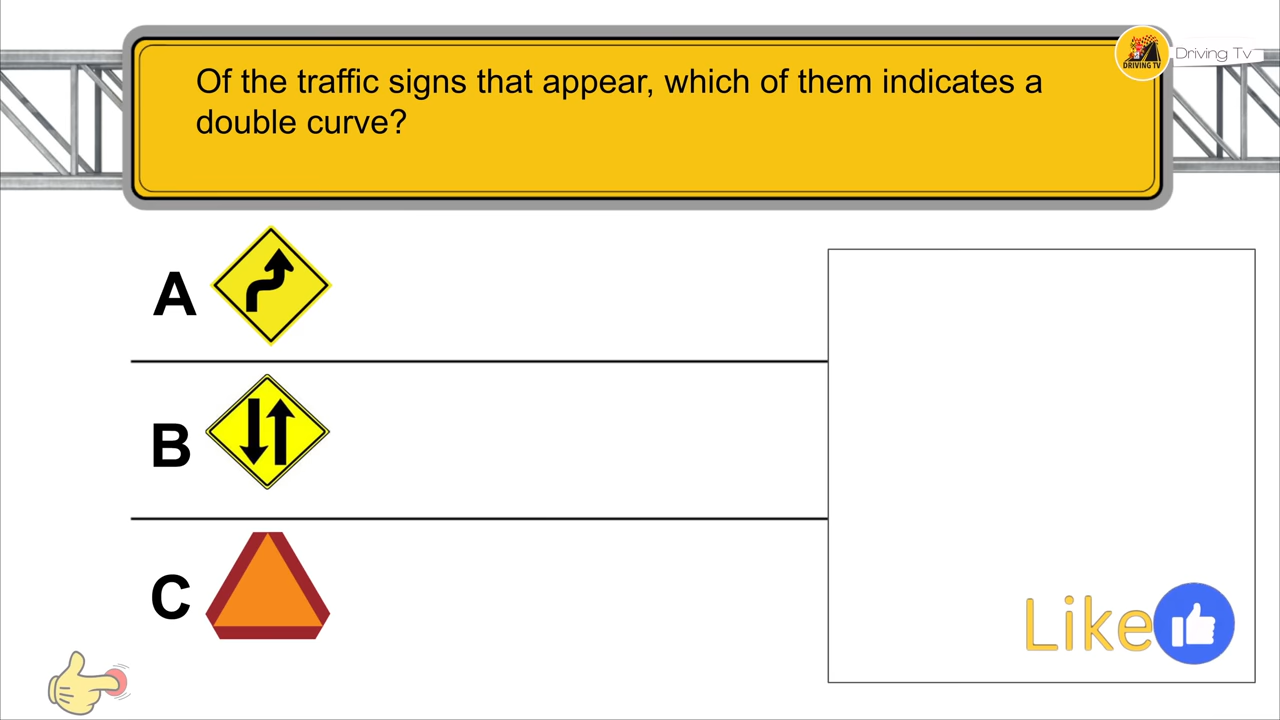 Of the traffic signs that appear, which of them indicates a
double curve?
DRIVING TV
Driving Tv
A
B
C
Like